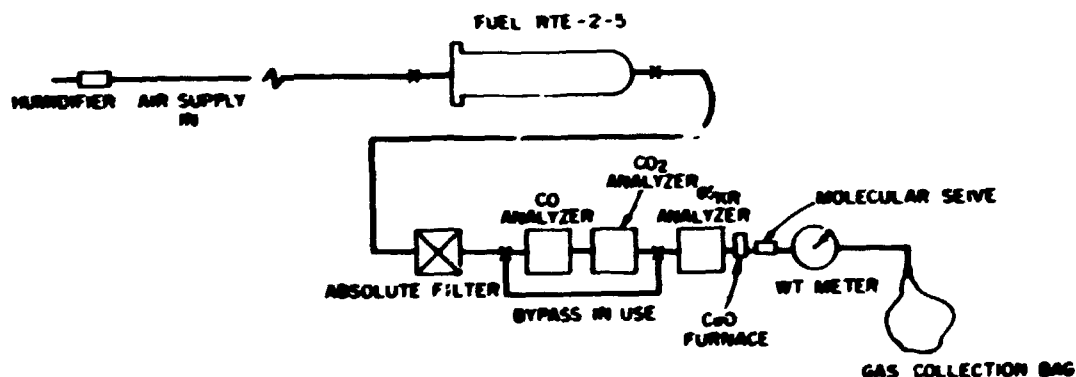 FUEL RTE-2-5
HUMIDIFIER
AIR SUPPLY
IN
CO
ANALYZER
CO2
ANALYZER
85KR
ANALYZER
MOLECULAR SEIVE
ABSOLUTE FILTER
BYPASS IN USE
CuO
FURNACE
WT METER
GAS COLLECTION BAG